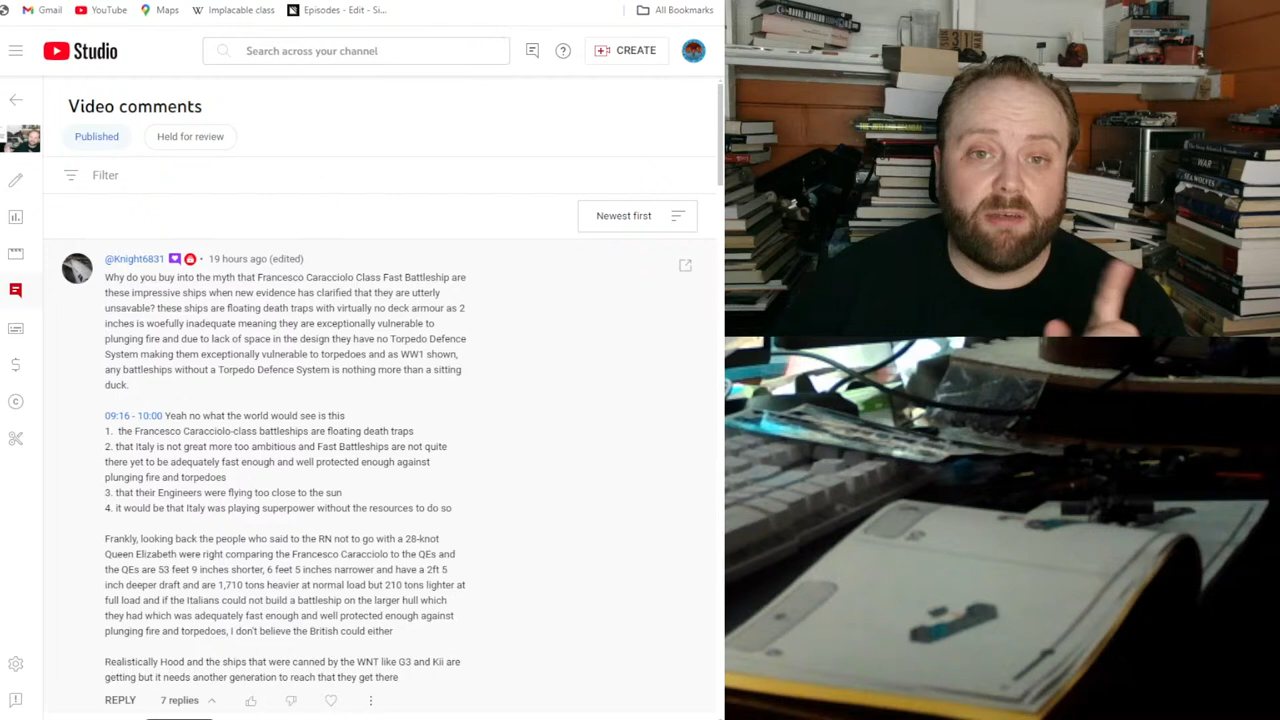 Gmail
YouTube
Maps
Implacable class
Episodes - Edit - Si...
All Bookmarks
Studio
Search across your channel
CREATE
Video comments
Published
Held for review
Filter
Newest first
@Knight6831 • 19 hours ago (edited)
Why do you buy into the myth that Francesco Caracciolo Class Fast Battleship are
these impressive ships when new evidence has clarified that they are utterly
unsavable? these ships are floating death traps with virtually no deck armour as 2
inches is woefully inadequate meaning they are exceptionally vulnerable to
plunging fire and due to lack of space in the design they have no Torpedo Defence
System making them exceptionally vulnerable to torpedoes and as WW1 shown,
any battleships without a Torpedo Defence System is nothing more than a sitting
duck.
09:16 - 10:00 Yeah no what the world would see is this
1. the Francesco Caracciolo-class battleships are floating death traps
2. that Italy is not great more too ambitious and Fast Battleships are not quite
there yet to be adequately fast enough and well protected enough against
plunging fire and torpedoes
3. that their Engineers were flying too close to the sun
4. it would be that Italy was playing superpower without the resources to do so
Frankly, looking back the people who said to the RN not to go with a 28-knot
Queen Elizabeth were right comparing the Francesco Caracciolo to the QEs and
the QEs are 53 feet 9 inches shorter, 6 feet 5 inches narrower and have a 2ft 5
inch deeper draft and are 1,710 tons heavier at normal load but 210 tons lighter at
full load and if the Italians could not build a battleship on the larger hull which
they had which was adequately fast enough and well protected enough against
plunging fire and torpedoes, I don't believe the British could either
Realistically Hood and the ships that were canned by the WNT like G3 and Kii are
getting but it needs another generation to reach that they get there
REPLY
7 replies
NAVAL AVIATOR
THE JUTLAND SCANDAL
WAR
SEA WOLVES